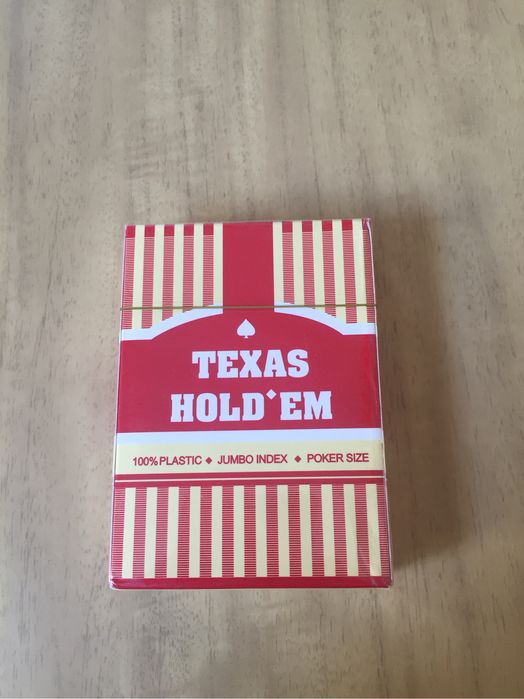 TEXAS
HOLD'EM
100% PLASTIC ♦ JUMBO INDEX ♦ POKER SIZE